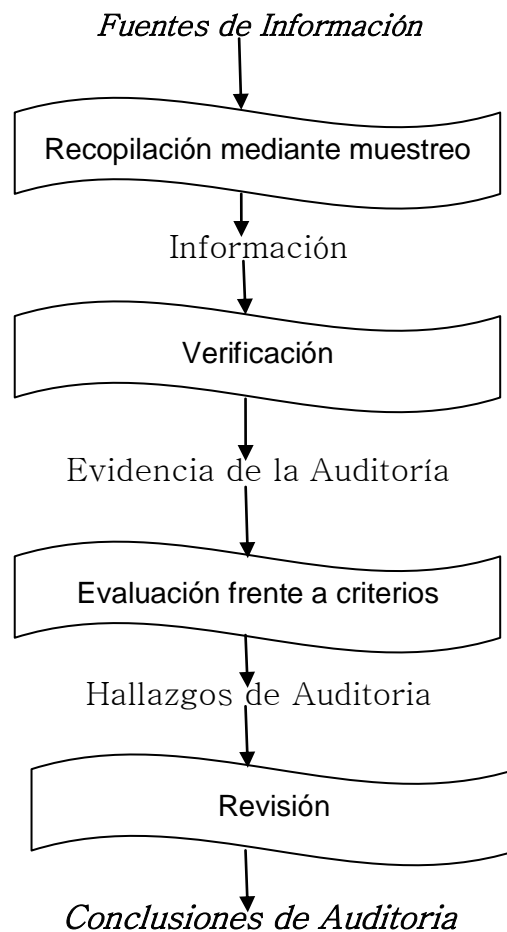 Fuentes de Información
Recopilación mediante muestreo
Información
Verificación
Evidencia de la Auditoría
Evaluación frente a criterios
Hallazgos de Auditoria
Revisión
Conclusiones de Auditoria